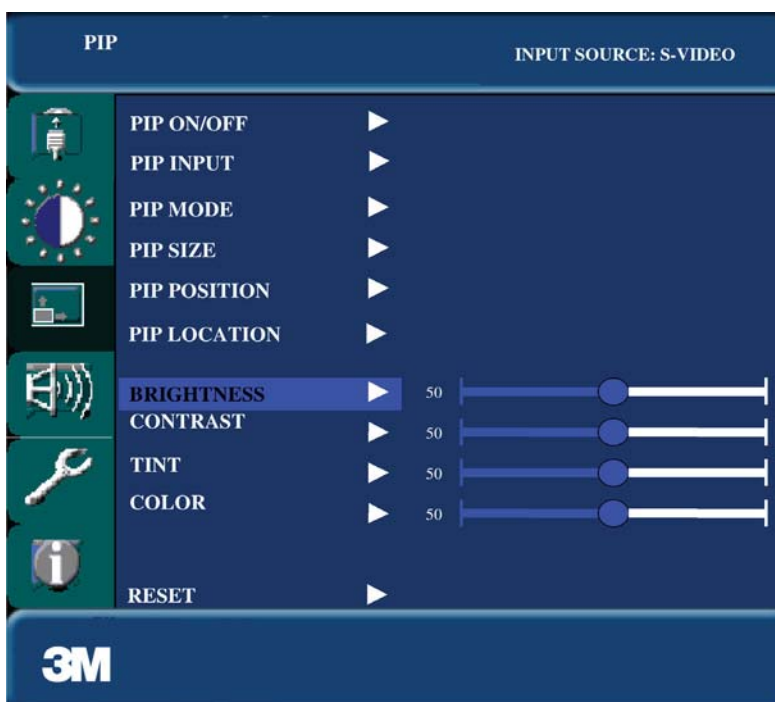 PIP
INPUT SOURCE: S-VIDEO
PIP ON/OFF
PIP INPUT
PIP MODE
PIP SIZE
PIP POSITION
PIP LOCATION
BRIGHTNESS 50
CONTRAST 50
TINT 50
COLOR 50
RESET
3M